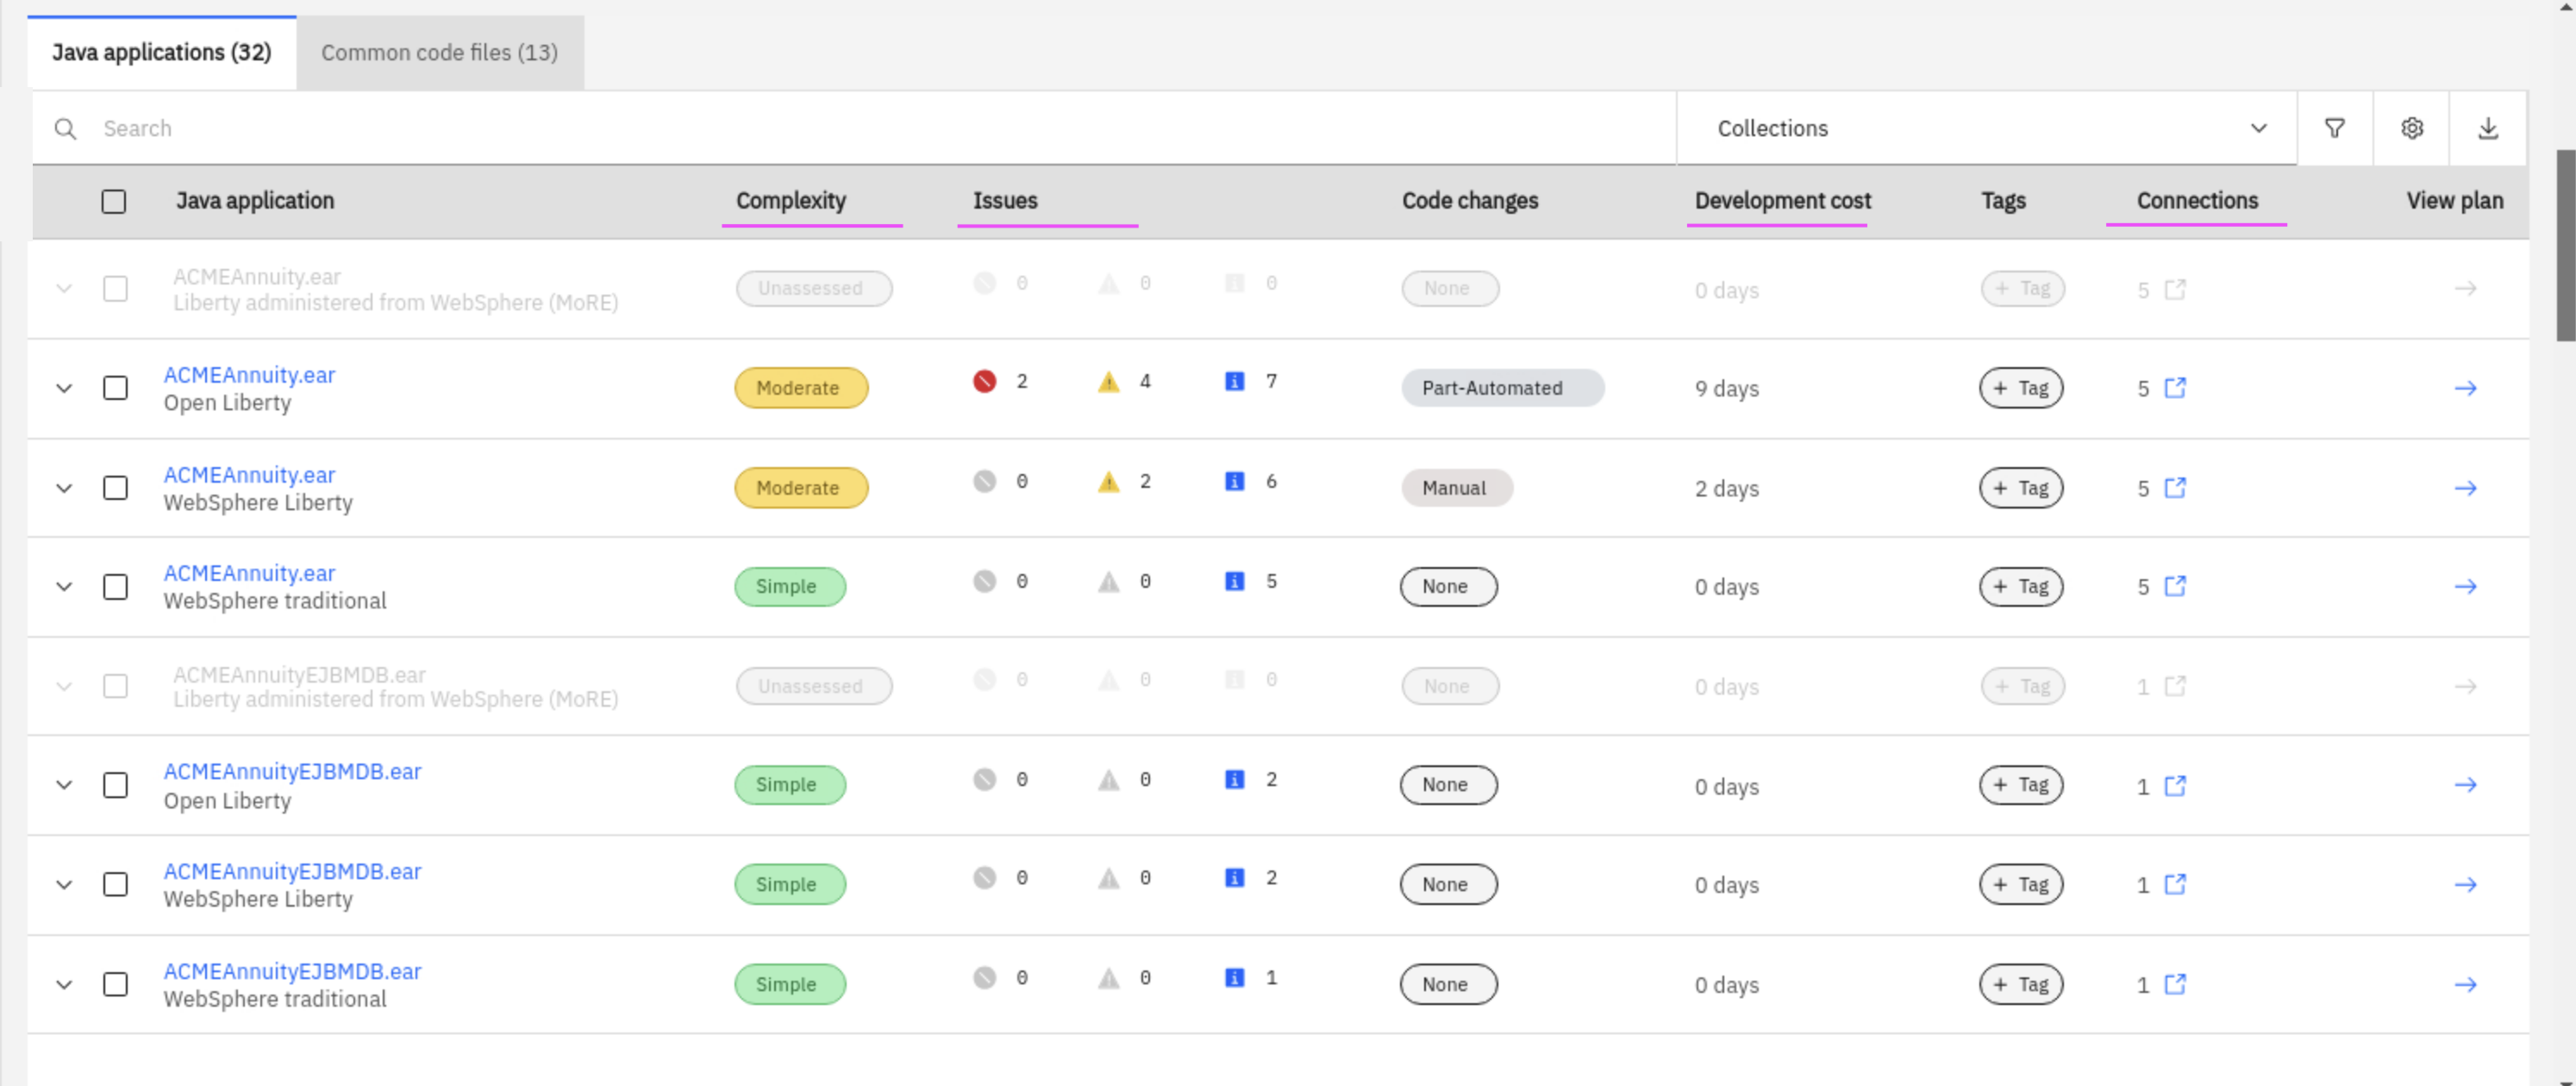 Java applications (32) Common code files (13)
Search Collections
Java application Complexity Issues Code changes Development cost Tags Connections View plan
ACMEAnnuity.ear
Liberty administered from WebSphere (MoRE) Unassessed 0 0 0 None 0 days + Tag 5
ACMEAnnuity.ear
Open Liberty Moderate 2 4 7 Part-Automated 9 days + Tag 5
ACMEAnnuity.ear
WebSphere Liberty Moderate 0 2 6 Manual 2 days + Tag 5
ACMEAnnuity.ear
WebSphere traditional Simple 0 0 5 None 0 days + Tag 5
ACMEAnnuityEJBMDB.ear
Liberty administered from WebSphere (MoRE) Unassessed 0 0 0 None 0 days + Tag 1
ACMEAnnuityEJBMDB.ear
Open Liberty Simple 0 0 2 None 0 days + Tag 1
ACMEAnnuityEJBMDB.ear
WebSphere Liberty Simple 0 0 2 None 0 days + Tag 1
ACMEAnnuityEJBMDB.ear
WebSphere traditional Simple 0 0 1 None 0 days + Tag 1